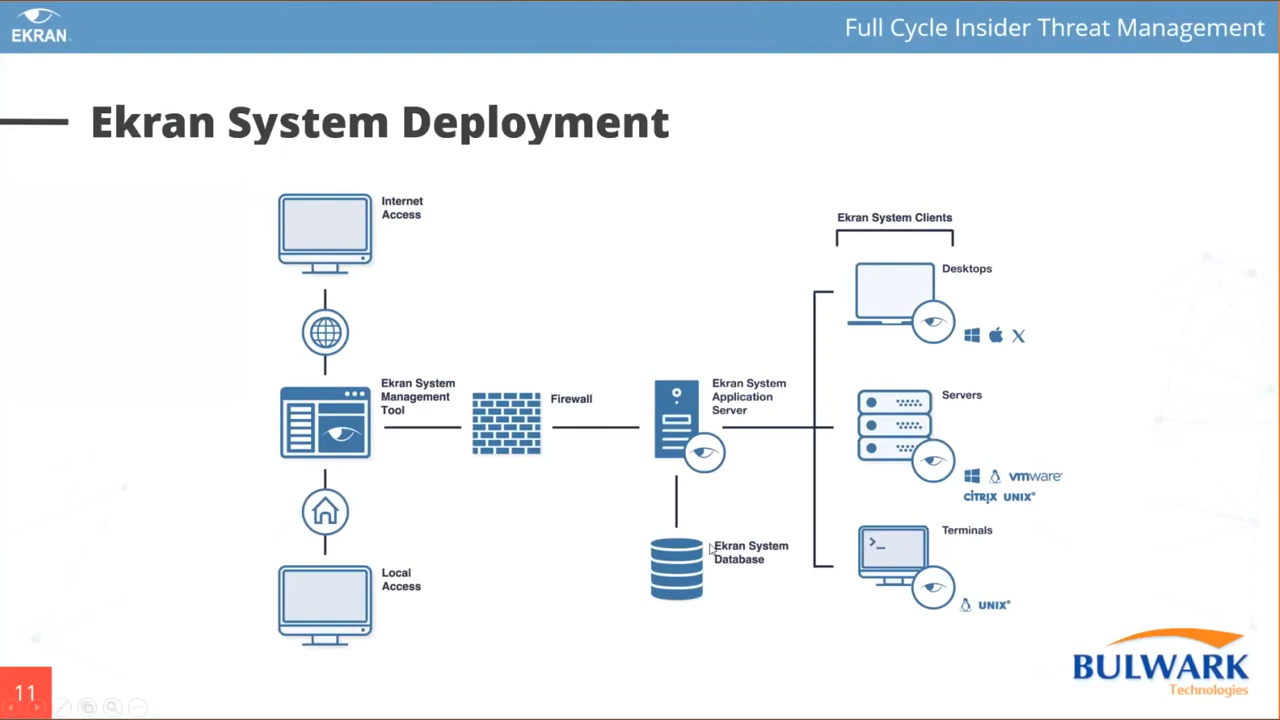 EKRAN
Full Cycle Insider Threat Management
Ekran System Deployment
Internet
Access
Ekran System
Management
Tool
Local
Access
Firewall
Ekran System
Application
Server
Ekran System
Database
Ekran System Clients
Desktops
X
Servers
vmware
CITRIX UNIX®
Terminals
>_
UNIX®
BULWARK
Technologies
11